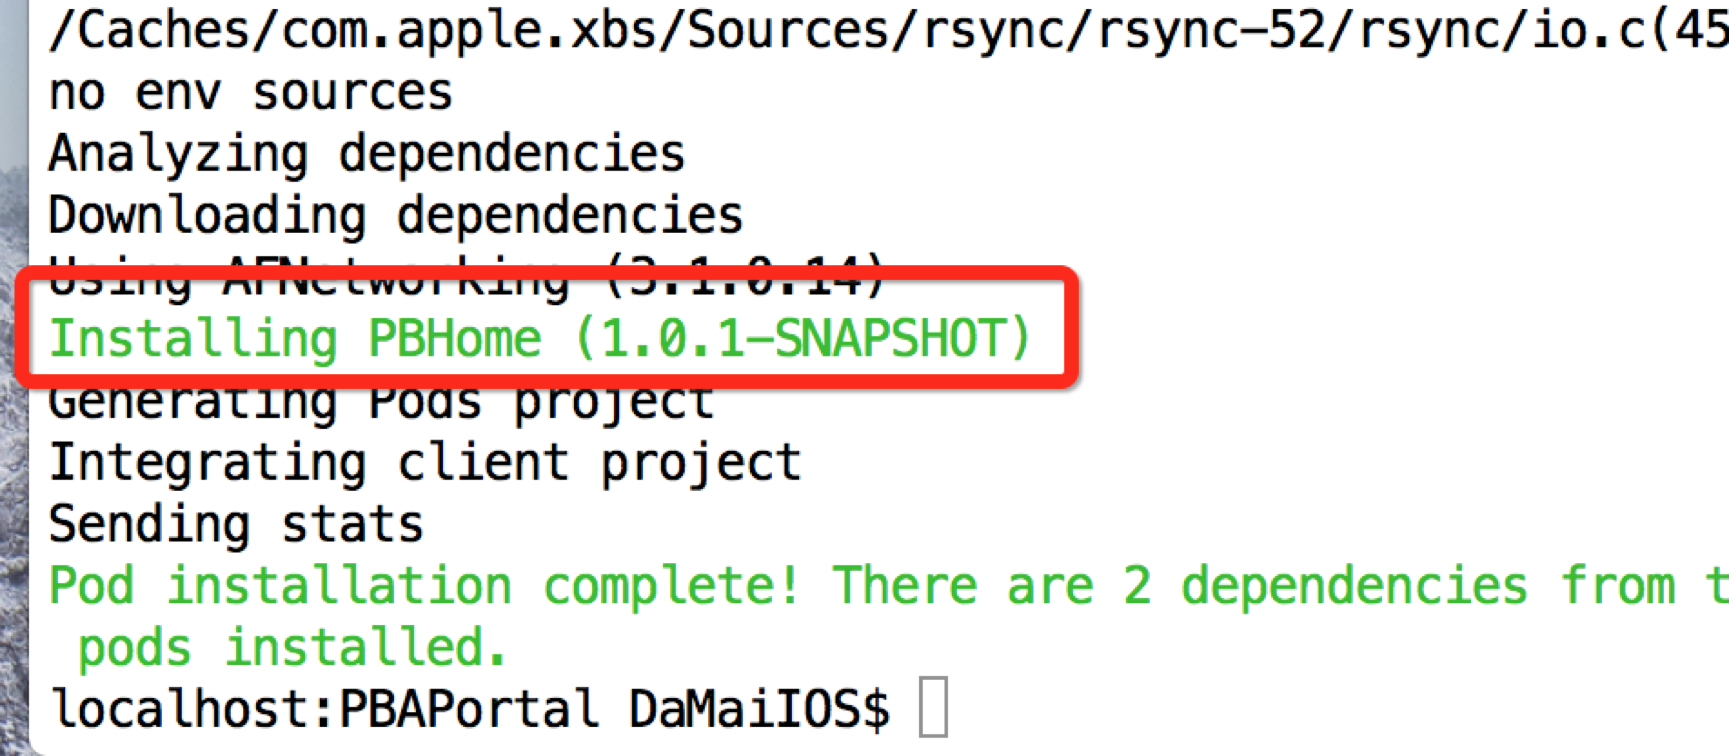 /Caches/com.apple.xbs/Sources/rsync/rsync-52/rsync/io.c(45
no env sources
Analyzing dependencies
Downloading dependencies
Using AFNetworking (3.1.0.14)
Installing PBHome (1.0.1-SNAPSHOT)
Generating Pods project
Integrating client project
Sending stats
Pod installation complete! There are 2 dependencies from t
pods installed.
localhost:PBAPortal DaMaiIOS$